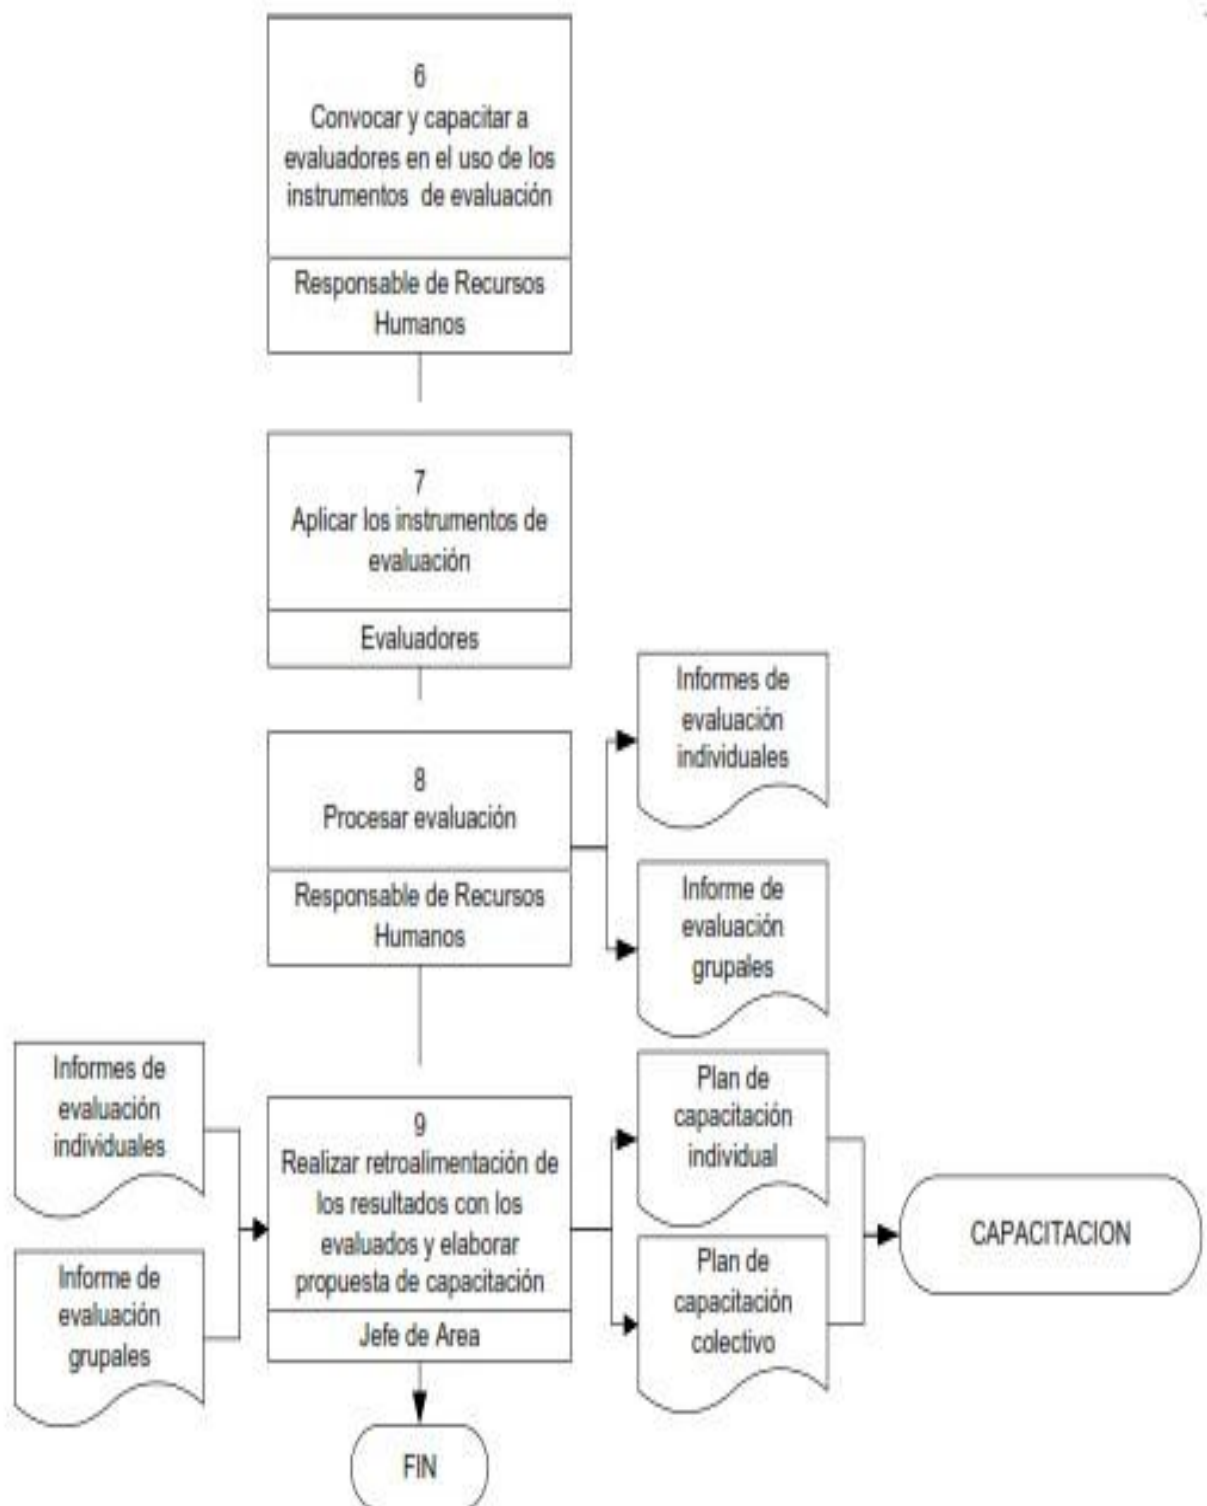 6
Convocar y capacitar a
evaluadores en el uso de los
instrumentos de evaluación
Responsable de Recursos
Humanos
7
Aplicar los instrumentos de
evaluación
Evaluadores
8
Procesar evaluación
Responsable de Recursos
Humanos
Informes de
evaluación
individuales
Informe de
evaluación
grupales
Informes de
evaluación
individuales
Informe de
evaluación
grupales
9
Realizar retroalimentación de
los resultados con los
evaluados y elaborar
propuesta de capacitación
Jefe de Area
Plan de
capacitación
individual
Plan de
capacitación
colectivo
CAPACITACION
FIN